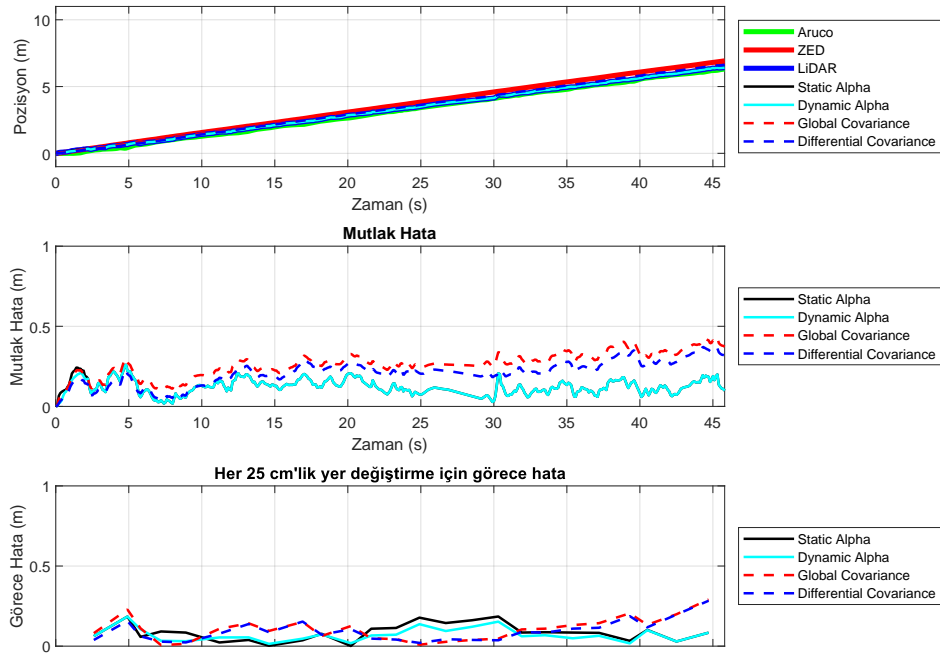 10
5
0
Pozisyon (m)
0 5 10 15 20 25 30 35 40 45
Zaman (s)
Aruco
ZED
LiDAR
Static Alpha
Dynamic Alpha
Global Covariance
Differential Covariance
Mutlak Hata
1
0.5
0
Mutlak Hata (m)
0 5 10 15 20 25 30 35 40 45
Zaman (s)
Static Alpha
Dynamic Alpha
Global Covariance
Differential Covariance
Her 25 cm'lik yer değiştirme için görece hata
1
0.5
0
Görece Hata (m)
Static Alpha
Dynamic Alpha
Global Covariance
Differential Covariance